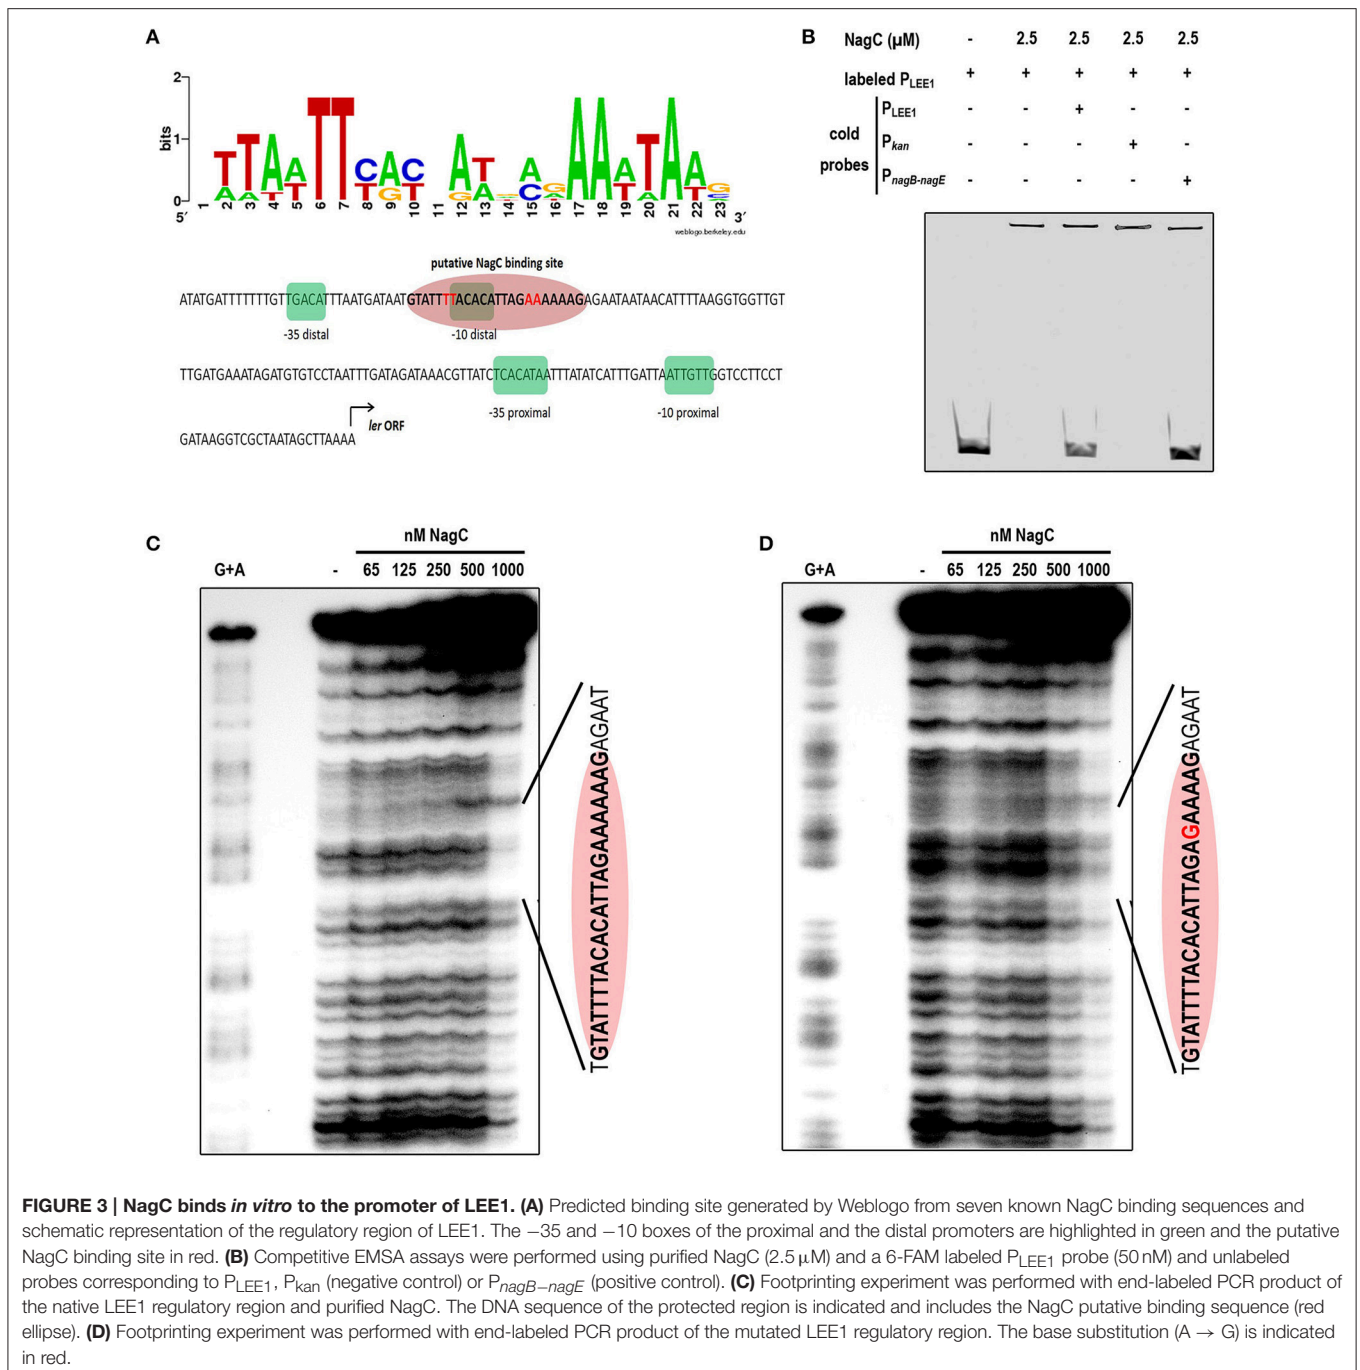 A
2
1
0
bits
T T A A T T C A C A T A G A A A T A A G
A A T T T G T G A C A T T C
5′ 1 2 3 4 5 6 7 8 9 10 11 12 13 14 15 16 17 18 19 20 21 22 23 3′
weblogo.berkeley.edu
putative NagC binding site
ATATGATTTTTTTGTTGACATTTAATGATAATGTATTTTACACATTAGAAAAAAGAGAATAATAACATTTTAAGGTGGTTGT
-35 distal
-10 distal
TTGATGAAATAGATGTGTCCTAATTTGATAGATAAACGTTATCTCACATAATTTATATCATTTGATTAATTGTTGGTCCTTCCT
-35 proximal
-10 proximal
ler ORF
GATAAGGTCGCTAATAGCTTAAAA
B
NagC (µM) - 2.5 2.5 2.5 2.5
labeled PLEE1 + + + + +
cold probes
PLEE1 - - + - -
Pkan - - - + -
PnagB-nagE - - - - +
C
nM NagC
G+A - 65 125 250 500 1000
TGTATTTTACACATTAGAAAAAAGAGAAT
D
nM NagC
G+A - 65 125 250 500 1000
TGTATTTTACACATTAGAGAAAAGAGAAT
FIGURE 3 | NagC binds in vitro to the promoter of LEE1. (A) Predicted binding site generated by Weblogo from seven known NagC binding sequences and
schematic representation of the regulatory region of LEE1. The −35 and −10 boxes of the proximal and the distal promoters are highlighted in green and the putative
NagC binding site in red. (B) Competitive EMSA assays were performed using purified NagC (2.5 µM) and a 6-FAM labeled PLEE1 probe (50 nM) and unlabeled
probes corresponding to PLEE1, Pkan (negative control) or PnagB−nagE (positive control). (C) Footprinting experiment was performed with end-labeled PCR product of
the native LEE1 regulatory region and purified NagC. The DNA sequence of the protected region is indicated and includes the NagC putative binding sequence (red
ellipse). (D) Footprinting experiment was performed with end-labeled PCR product of the mutated LEE1 regulatory region. The base substitution (A → G) is indicated
in red.